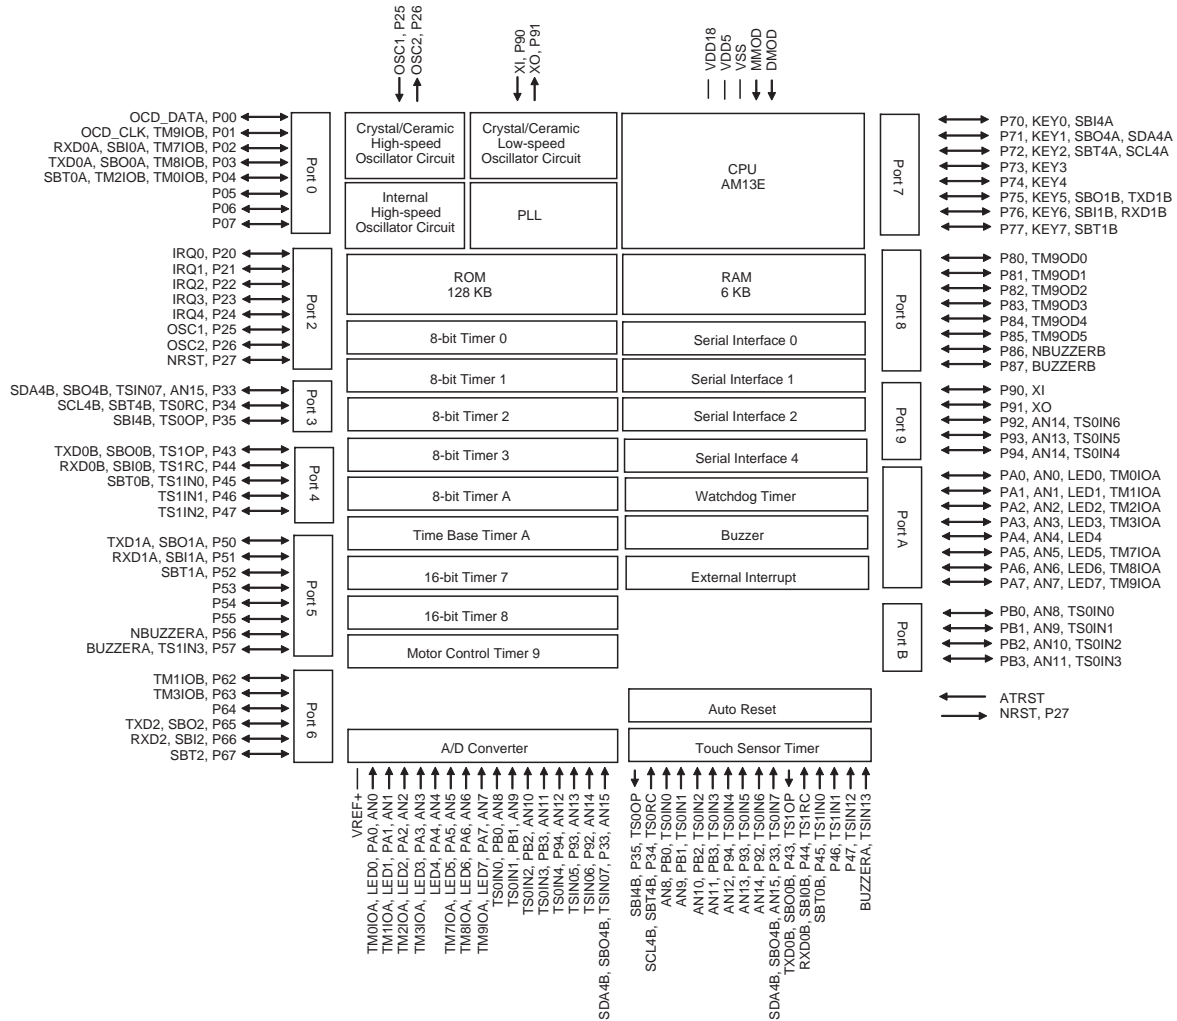 OSC1, P25
OSC2, P26
XI, P90
XO, P91
VDD18
VDD5
VSS
MMOD
DMOD
OCD_DATA, P00
OCD_CLK, TM9IOB, P01
RXD0A, SBI0A, TM7IOB, P02
TXD0A, SBO0A, TM8IOB, P03
SBT0A, TM2IOB, TM0IOB, P04
P05
P06
P07
Port 0
IRQ0, P20
IRQ1, P21
IRQ2, P22
IRQ3, P23
IRQ4, P24
OSC1, P25
OSC2, P26
NRST, P27
Port 2
SDA4B, SBO4B, TSIN07, AN15, P33
SCL4B, SBT4B, TS0RC, P34
SBI4B, TS0OP, P35
Port 3
TXD0B, SBO0B, TS1OP, P43
RXD0B, SBI0B, TS1RC, P44
SBT0B, TS1IN0, P45
TS1IN1, P46
TS1IN2, P47
Port 4
TXD1A, SBO1A, P50
RXD1A, SBI1A, P51
SBT1A, P52
P53
P54
P55
NBUZZERA, P56
BUZZERA, TS1IN3, P57
Port 5
TM1IOB, P62
TM3IOB, P63
P64
TXD2, SBO2, P65
RXD2, SBI2, P66
SBT2, P67
Port 6
Crystal/Ceramic
High-speed
Oscillator Circuit
Crystal/Ceramic
Low-speed
Oscillator Circuit
Internal
High-speed
Oscillator Circuit
PLL
CPU
AM13E
ROM
128 KB
RAM
6 KB
8-bit Timer 0
Serial Interface 0
8-bit Timer 1
Serial Interface 1
8-bit Timer 2
Serial Interface 2
8-bit Timer 3
Serial Interface 4
8-bit Timer A
Watchdog Timer
Time Base Timer A
Buzzer
16-bit Timer 7
External Interrupt
16-bit Timer 8
Motor Control Timer 9
Auto Reset
A/D Converter
Touch Sensor Timer
Port 7
P70, KEY0, SBI4A
P71, KEY1, SBO4A, SDA4A
P72, KEY2, SBT4A, SCL4A
P73, KEY3
P74, KEY4
P75, KEY5, SBO1B, TXD1B
P76, KEY6, SBI1B, RXD1B
P77, KEY7, SBT1B
Port 8
P80, TM9OD0
P81, TM9OD1
P82, TM9OD2
P83, TM9OD3
P84, TM9OD4
P85, TM9OD5
P86, NBUZZERB
P87, BUZZERB
Port 9
P90, XI
P91, XO
P92, AN14, TS0IN6
P93, AN13, TS0IN5
P94, AN14, TS0IN4
Port A
PA0, AN0, LED0, TM0IOA
PA1, AN1, LED1, TM1IOA
PA2, AN2, LED2, TM2IOA
PA3, AN3, LED3, TM3IOA
PA4, AN4, LED4
PA5, AN5, LED5, TM7IOA
PA6, AN6, LED6, TM8IOA
PA7, AN7, LED7, TM9IOA
Port B
PB0, AN8, TS0IN0
PB1, AN9, TS0IN1
PB2, AN10, TS0IN2
PB3, AN11, TS0IN3
ATRST
NRST, P27
VREF+
TM0IOA, LED0, PA0, AN0
TM1IOA, LED1, PA1, AN1
TM2IOA, LED2, PA2, AN2
TM3IOA, LED3, PA3, AN3
LED4, PA4, AN4
TM7IOA, LED5, PA5, AN5
TM8IOA, LED6, PA6, AN6
TM9IOA, LED7, PA7, AN7
TS0IN0, PB0, AN8
TS0IN1, PB1, AN9
TS0IN2, PB2, AN10
TS0IN3, PB3, AN11
TS0IN4, P94, AN12
TSIN05, P93, AN13
TSIN06, P92, AN14
SDA4B, SBO4B, TSIN07, P33, AN15
SBI4B, P35, TS0OP
SCL4B, SBT4B, P34, TS0RC
AN8, PB0, TS0IN0
AN9, PB1, TS0IN1
AN10, PB2, TS0IN2
AN11, PB3, TS0IN3
AN12, P94, TS0IN4
AN13, P93, TS0IN5
AN14, P92, TS0IN6
SDA4B, SBO4B, AN15, P33, TS0IN7
TXD0B, SBO0B, P43, TS1OP
RXD0B, SBI0B, P44, TS1RC
SBT0B, P45, TS1IN0
P46, TS1IN1
P47, TSIN12
BUZZERA, TSIN13